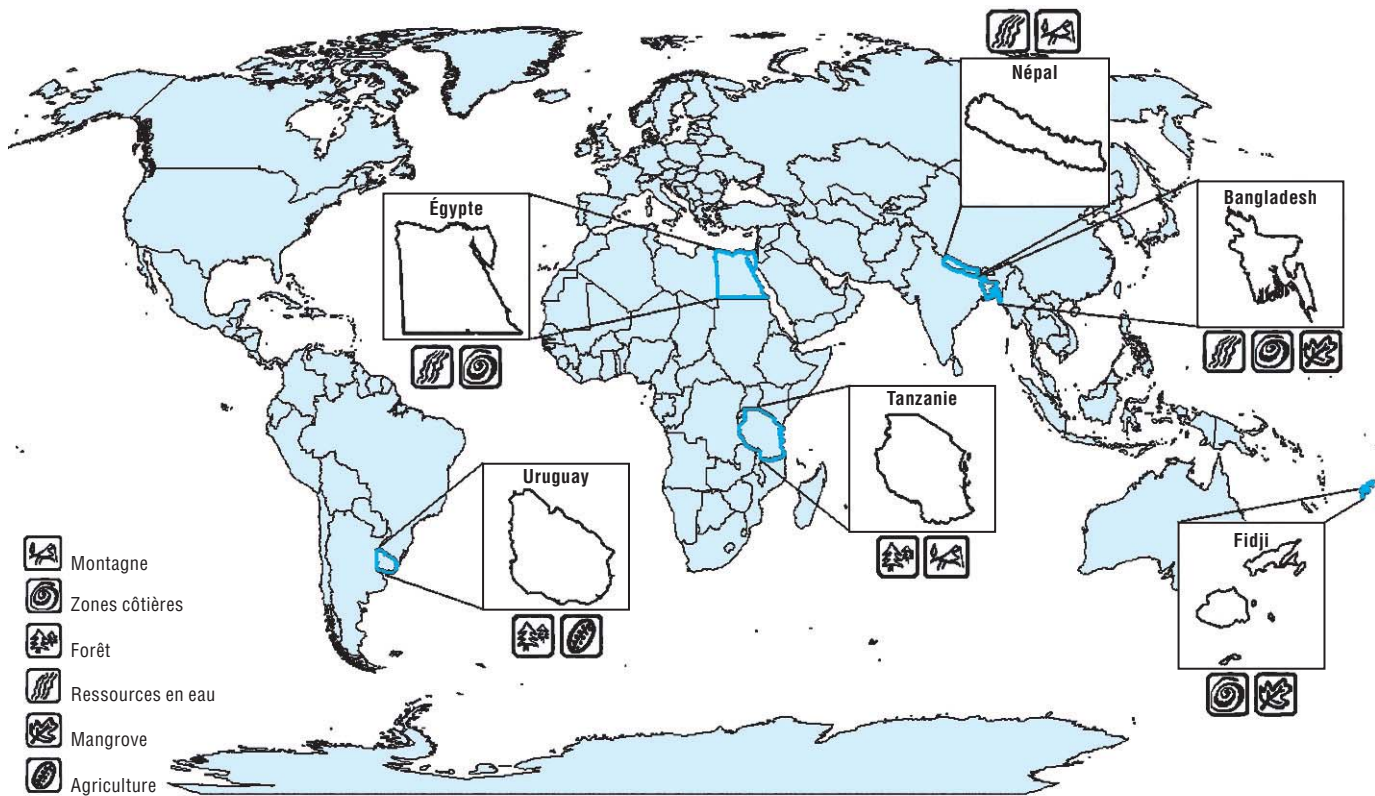 Népal
Bangladesh
Égypte
Tanzanie
Uruguay
Fidji
Montagne
Zones côtières
Forêt
Ressources en eau
Mangrove
Agriculture